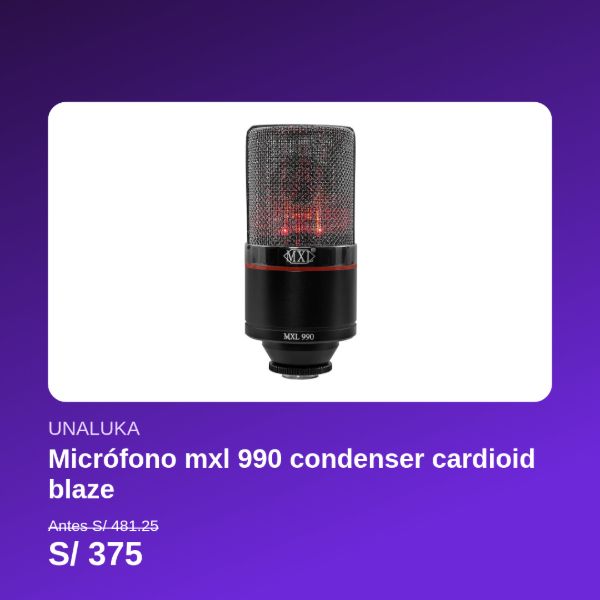 MXL
MXL 990
UNALUKA
Micrófono mxl 990 condenser cardioid
blaze
Antes S/ 481.25
S/ 375